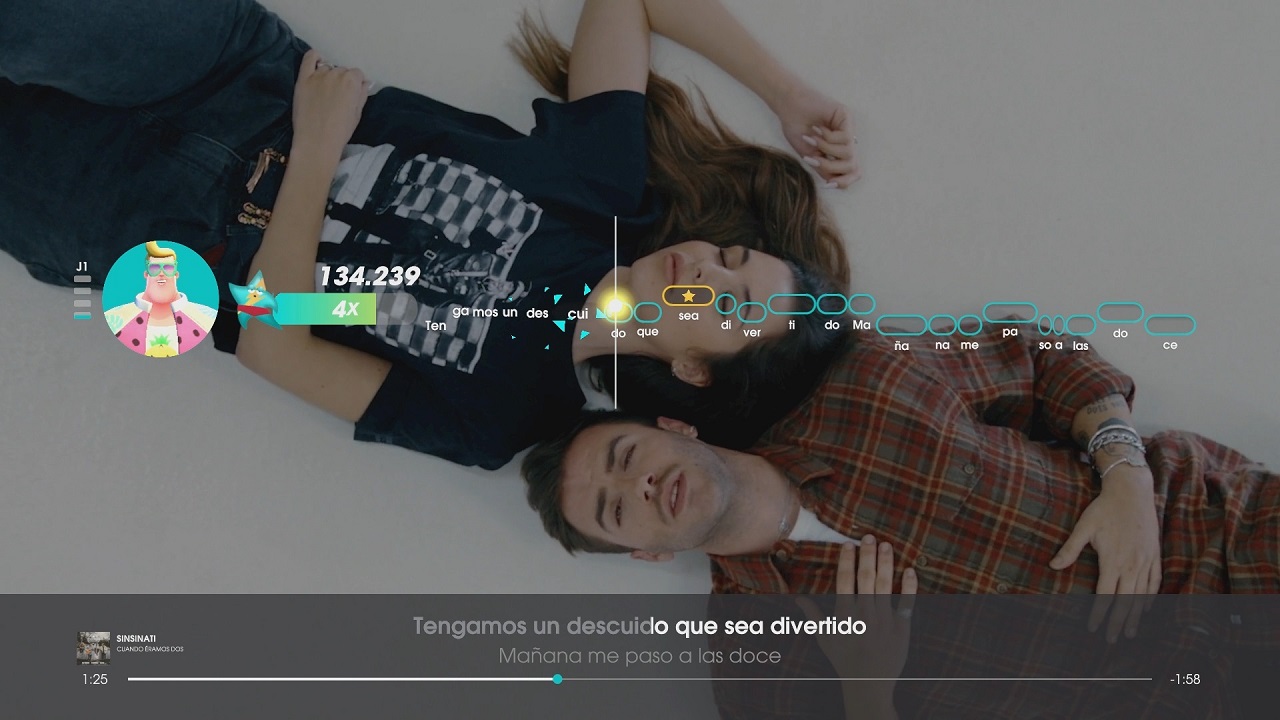 J1
134.239
4x
Ten ga mos un des cui do que sea di ver ti do Ma ña na me pa so a las do ce
Tengamos un descuido que sea divertido
Mañana me paso a las doce
SINSINATI
CUANDO ÉRAMOS DOS
1:25
-1:58